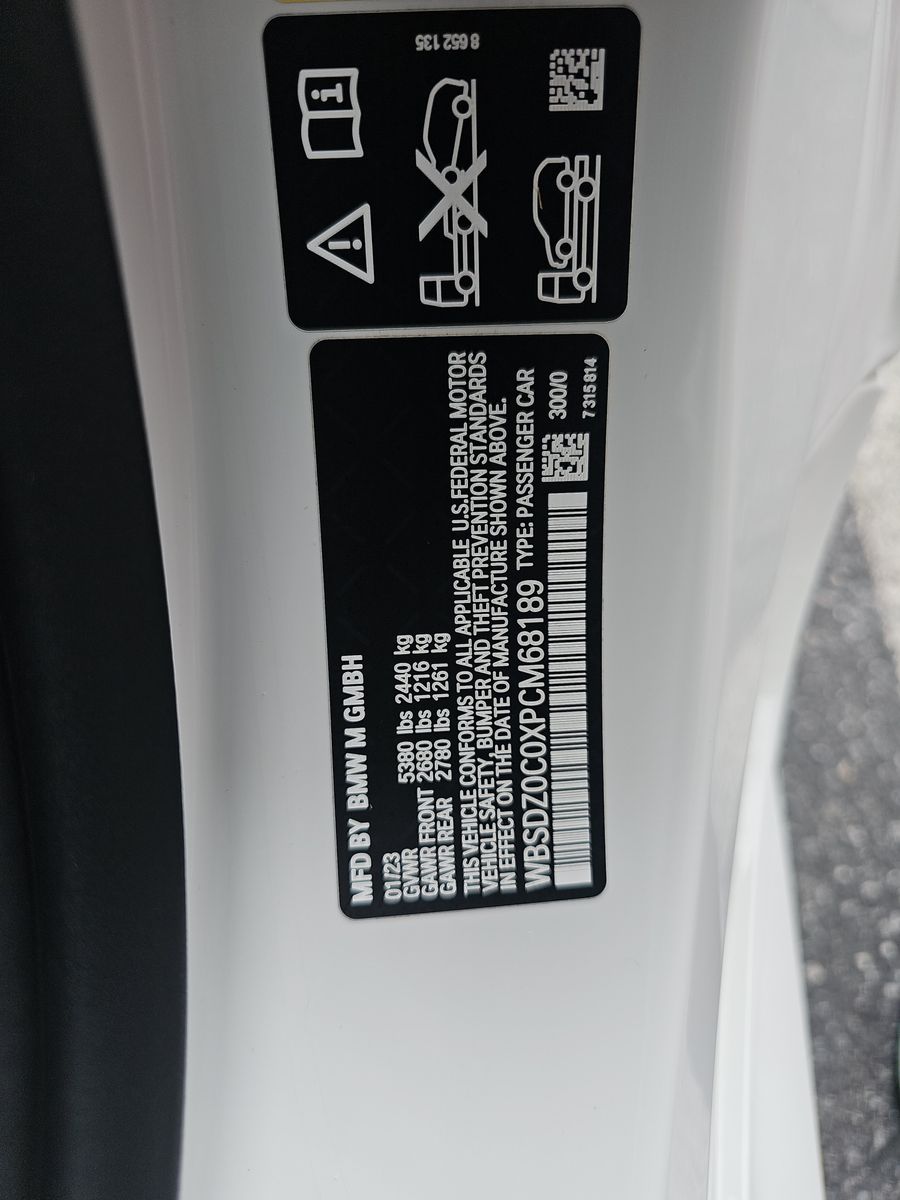 MFD BY BMW M GMBH
01/23
GVWR 5380 lbs 2440 kg
GAWR FRONT 2680 lbs 1216 kg
GAWR REAR 2780 lbs 1261 kg
THIS VEHICLE CONFORMS TO ALL APPLICABLE U.S.FEDERAL MOTOR
VEHICLE SAFETY, BUMPER AND THEFT PREVENTION STANDARDS
IN EFFECT ON THE DATE OF MANUFACTURE SHOWN ABOVE.
WBSDZ0C0XPCM68189 TYPE: PASSENGER CAR
300/0
7 315 814
8 652 135